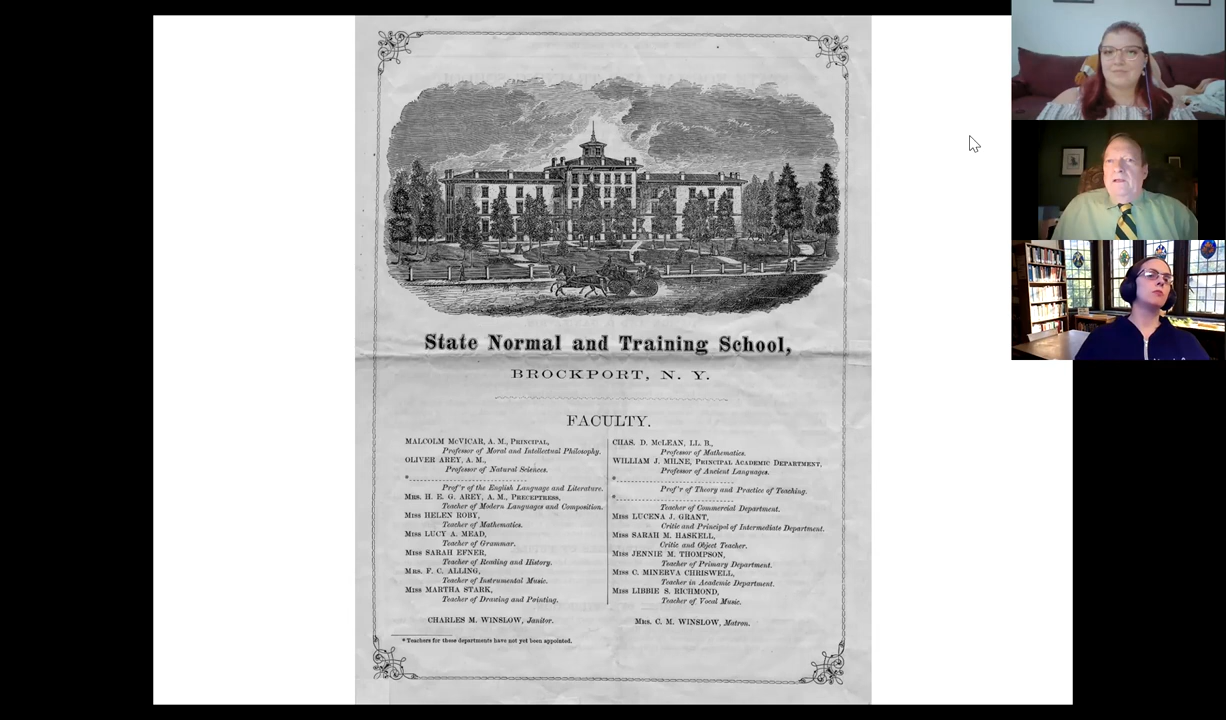 State Normal and Training School,
BROCKPORT, N. Y.
FACULTY.
MALCOLM McVICAR, A. M., PRINCIPAL,
Professor of Moral and Intellectual Philosophy.
OLIVER AREY, A. M.,
Professor of Natural Sciences.
*
Prof'r of the English Language and Literature.
MRS. H. E. G. AREY, A. M., PRECEPTRESS,
Teacher of Modern Languages and Composition.
MISS HELEN ROBY,
Teacher of Mathematics.
MISS LUCY A. MEAD,
Teacher of Grammar.
MISS SARAH EFNER,
Teacher of Reading and History.
MRS. F. C. ALLING,
Teacher of Instrumental Music.
MISS MARTHA STARK,
Teacher of Drawing and Painting.
CHAS. D. McLEAN, LL. B.,
Professor of Mathematics.
WILLIAM J. MILNE, PRINCIPAL ACADEMIC DEPARTMENT.
Professor of Ancient Languages.
*
Prof'r of Theory and Practice of Teaching.
*
Teacher of Commercial Department.
MISS LUCENA J. GRANT,
Critic and Principal of Intermediate Department.
MISS SARAH M. HASKELL,
Critic and Object Teacher.
MISS JENNIE M. THOMPSON,
Teacher of Primary Department.
MISS C. MINERVA CHRISWELL,
Teacher in Academic Department.
MISS LIBBIE S. RICHMOND,
Teacher of Vocal Music.
CHARLES M. WINSLOW, Janitor.
MRS. C. M. WINSLOW, Matron.
* Teachers for these departments have not yet been appointed.